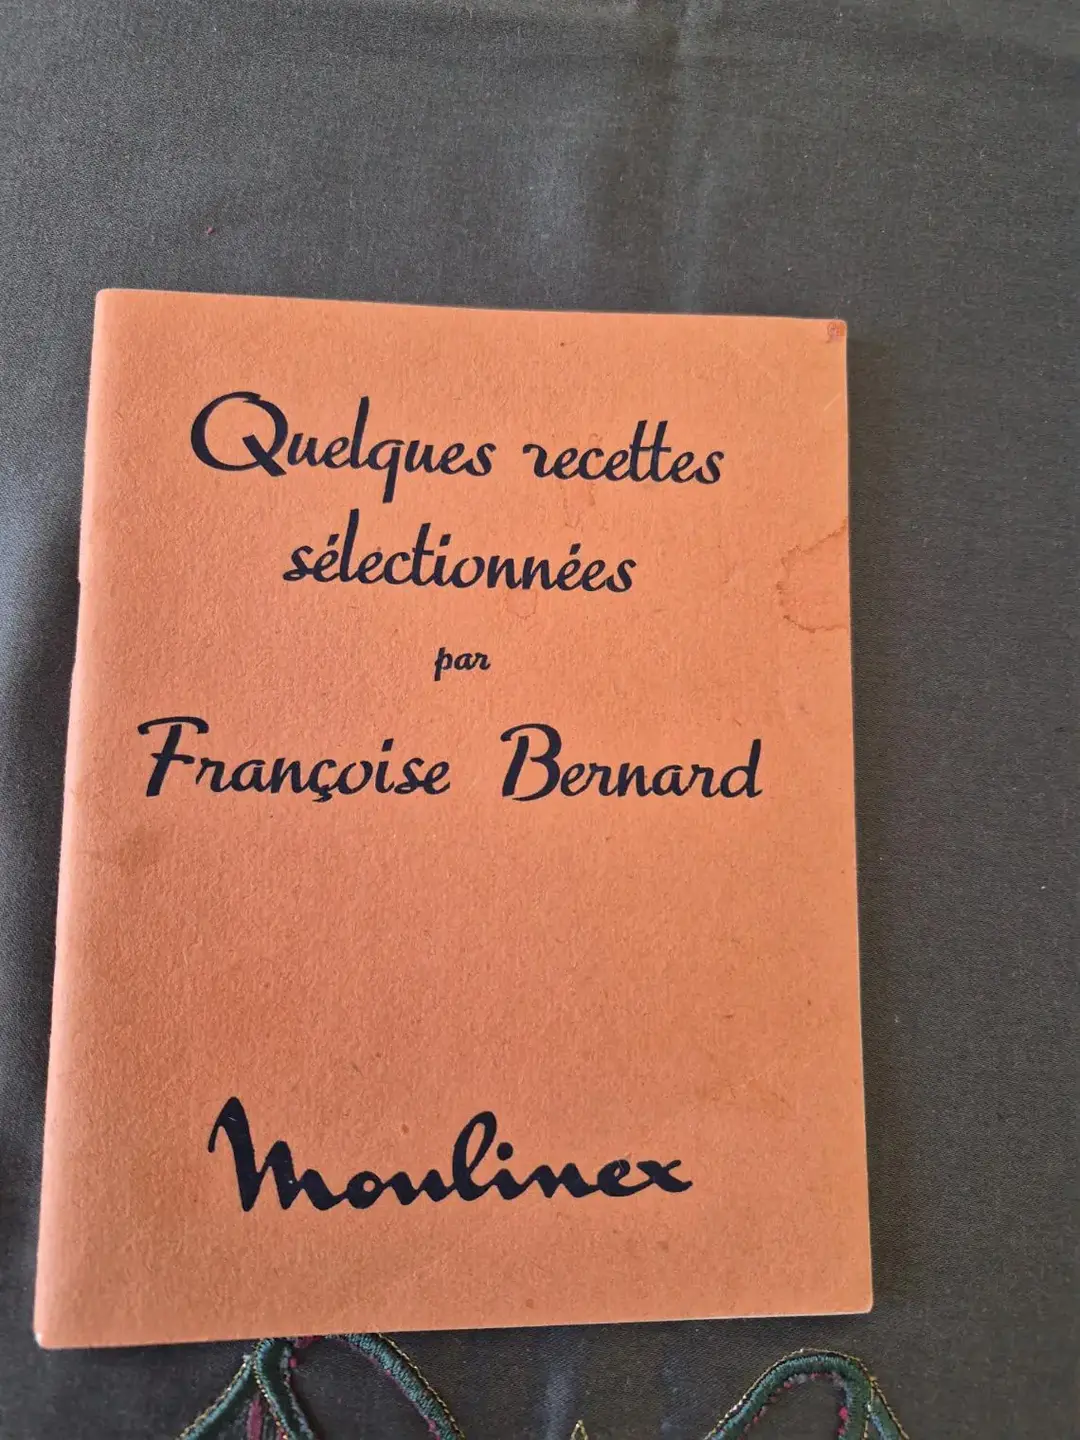 Quelques recettes
sélectionnées
par
Françoise Bernard
Moulinex